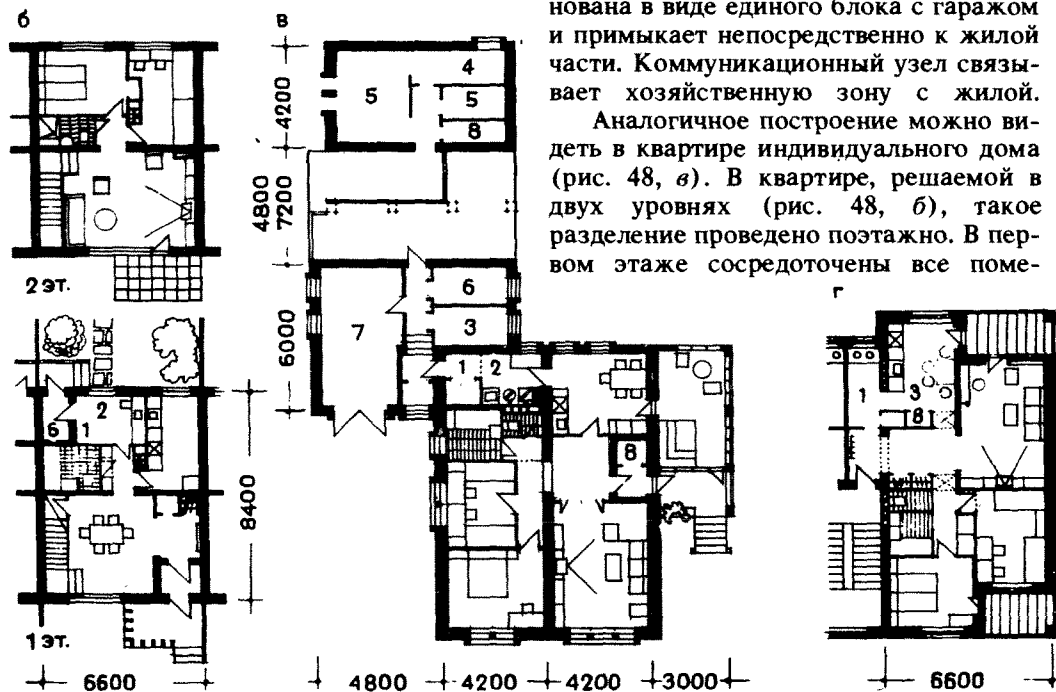 нована в виде единого блока с гаражом
и примыкает непосредственно к жилой
части. Коммуникационный узел связы-
вает хозяйственную зону с жилой.
Аналогичное построение можно ви-
деть в квартире индивидуального дома
(рис. 48, в). В квартире, решаемой в
двух уровнях (рис. 48, б), такое
разделение проведено поэтажно. В пер-
вом этаже сосредоточены все поме-
б
2 эт.
2
6
1
8400
1 эт.
6600
в
4200
4800
7200
6000
4
5
5
8
6
3
7
1
2
8
4800
4200
4200
3000
г
1
3
8
6600